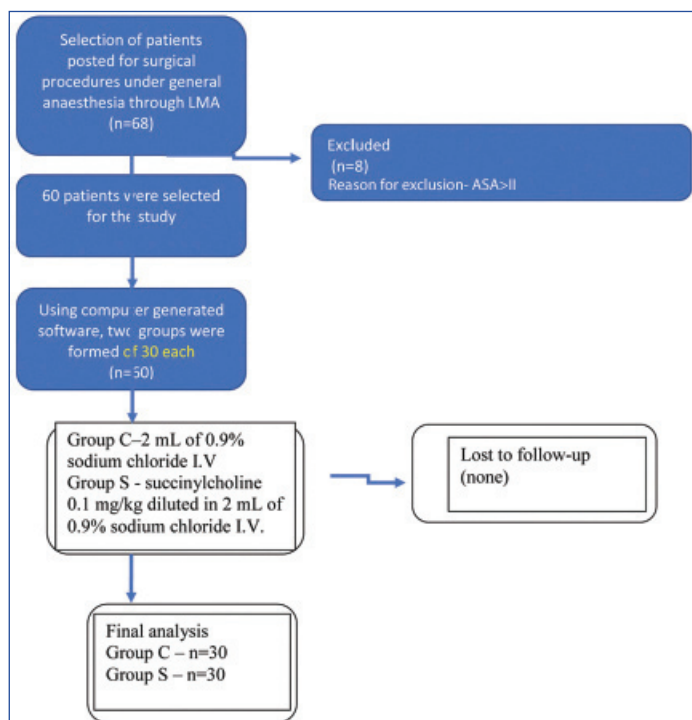 Selection of patients
posted for surgical
procedures under general
anaesthesia through LMA
(n=68)
Excluded
(n=8)
Reason for exclusion- ASA>II
60 patients were selected
for the study
Using computer generated
software, two groups were
formed of 30 each
(n=60)
Group C–2 mL of 0.9%
sodium chloride I.V
Group S - succinylcholine
0.1 mg/kg diluted in 2 mL of
0.9% sodium chloride I.V.
Lost to follow-up
(none)
Final analysis
Group C – n=30
Group S – n=30